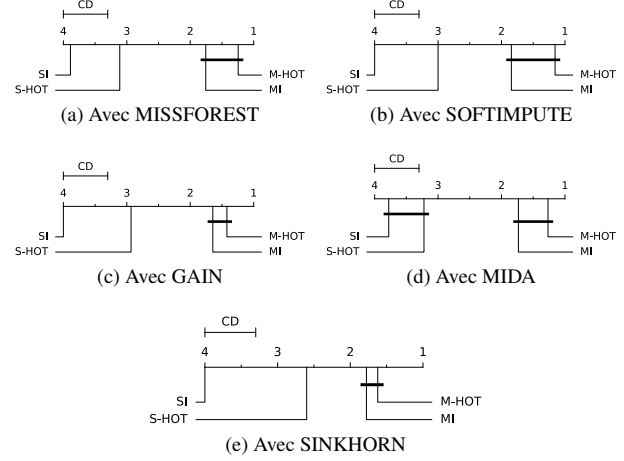 CD
4 3 2 1
SI M-HOT
S-HOT MI
(a) Avec MISSFOREST
CD
4 3 2 1
SI M-HOT
S-HOT MI
(b) Avec SOFTIMPUTE
CD
4 3 2 1
SI M-HOT
S-HOT MI
(c) Avec GAIN
CD
4 3 2 1
SI M-HOT
S-HOT MI
(d) Avec MIDA
CD
4 3 2 1
SI M-HOT
S-HOT MI
(e) Avec SINKHORN